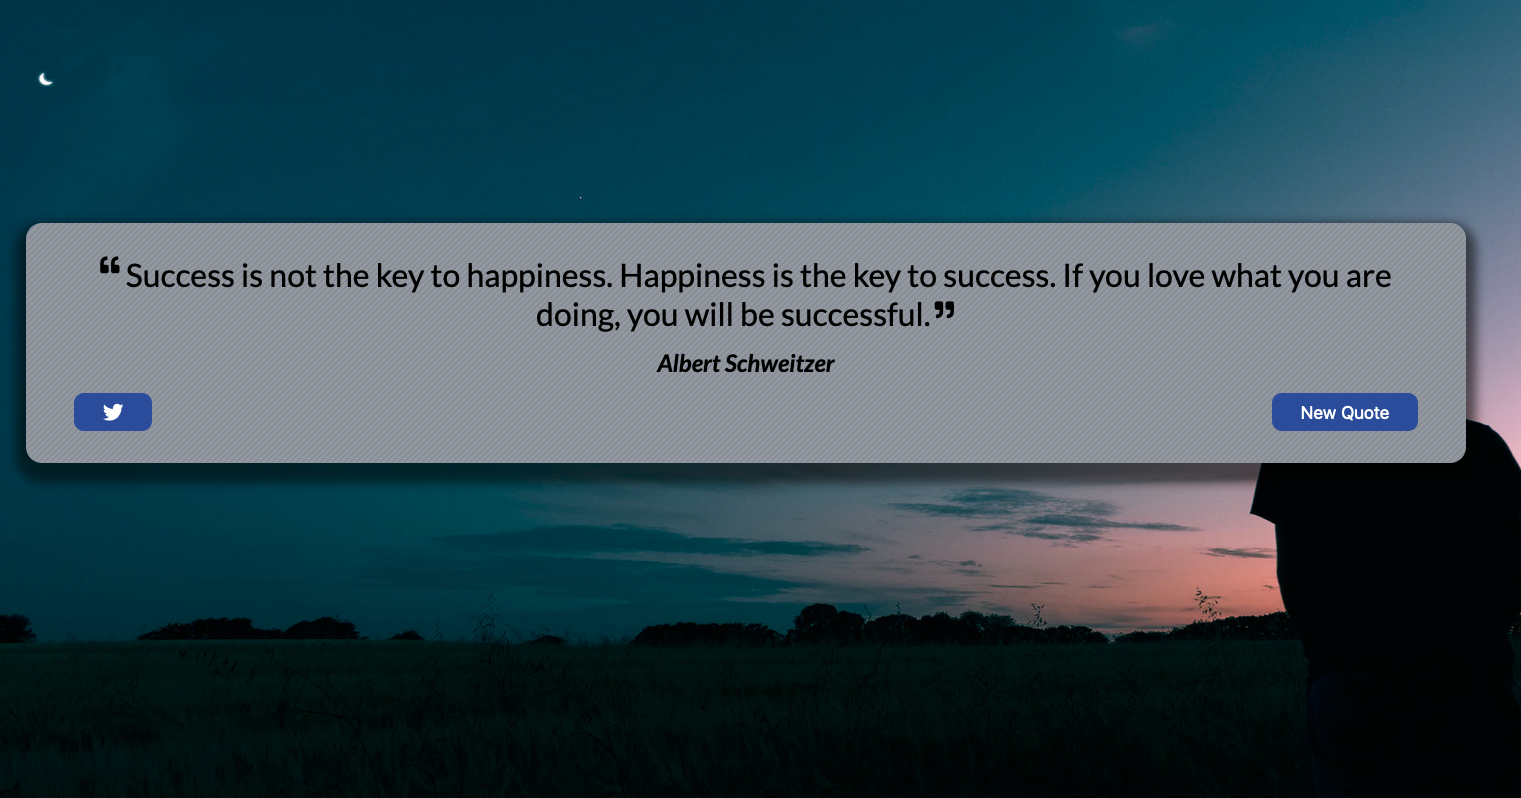 ❝ Success is not the key to happiness. Happiness is the key to success. If you love what you are
doing, you will be successful.❞
Albert Schweitzer
New Quote